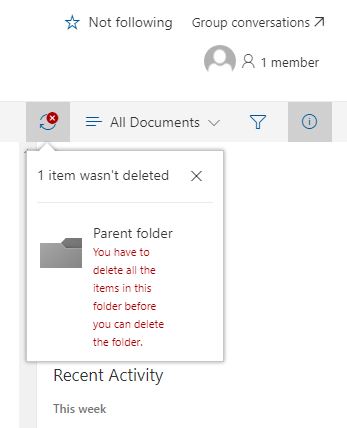 Not following
Group conversations
1 member
All Documents
1 item wasn't deleted
Parent folder
You have to
delete all the
items in this
folder before
you can delete
the folder.
Recent Activity
This week